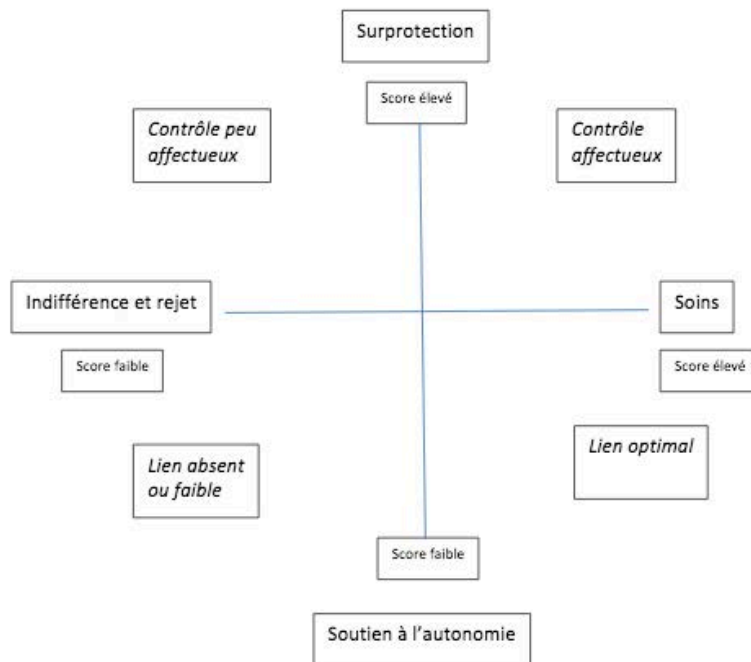 Surprotection
Score élevé
Contrôle peu
affectueux
Contrôle
affectueux
Indifférence et rejet
Soins
Score faible
Score élevé
Lien absent
ou faible
Lien optimal
Score faible
Soutien à l'autonomie